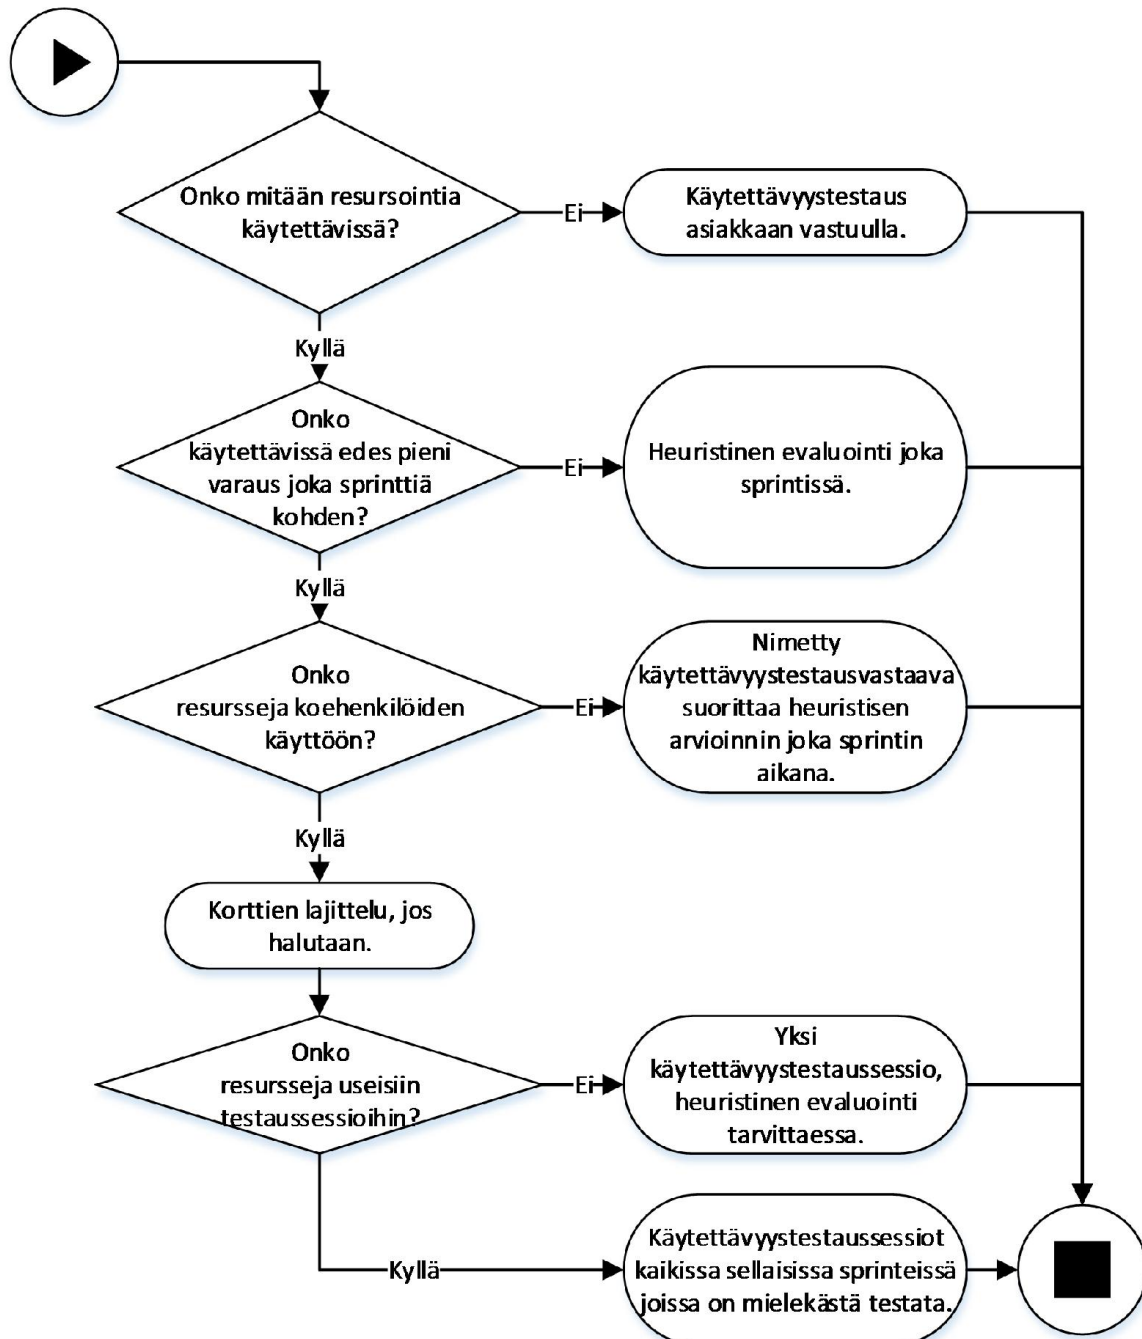 Onko mitään resursointia
käytettävissä?
Ei
Käytettävyystestaus
asiakkaan vastuulla.
Kyllä
Onko
käytettävissä edes pieni
varaus joka sprinttiä
kohden?
Ei
Heuristinen evaluointi joka
sprintissä.
Kyllä
Onko
resursseja koehenkilöiden
käyttöön?
Ei
Nimetty
käytettävyystestausvastaava
suorittaa heuristisen
arvioinnin joka sprintin
aikana.
Kyllä
Korttien lajittelu, jos
halutaan.
Onko
resursseja useisiin
testaussessioihin?
Ei
Yksi
käytettävyystestaussessio,
heuristinen evaluointi
tarvittaessa.
Kyllä
Käytettävyystestaussessiot
kaikissa sellaisissa sprinteissä
joissa on mielekästä testata.